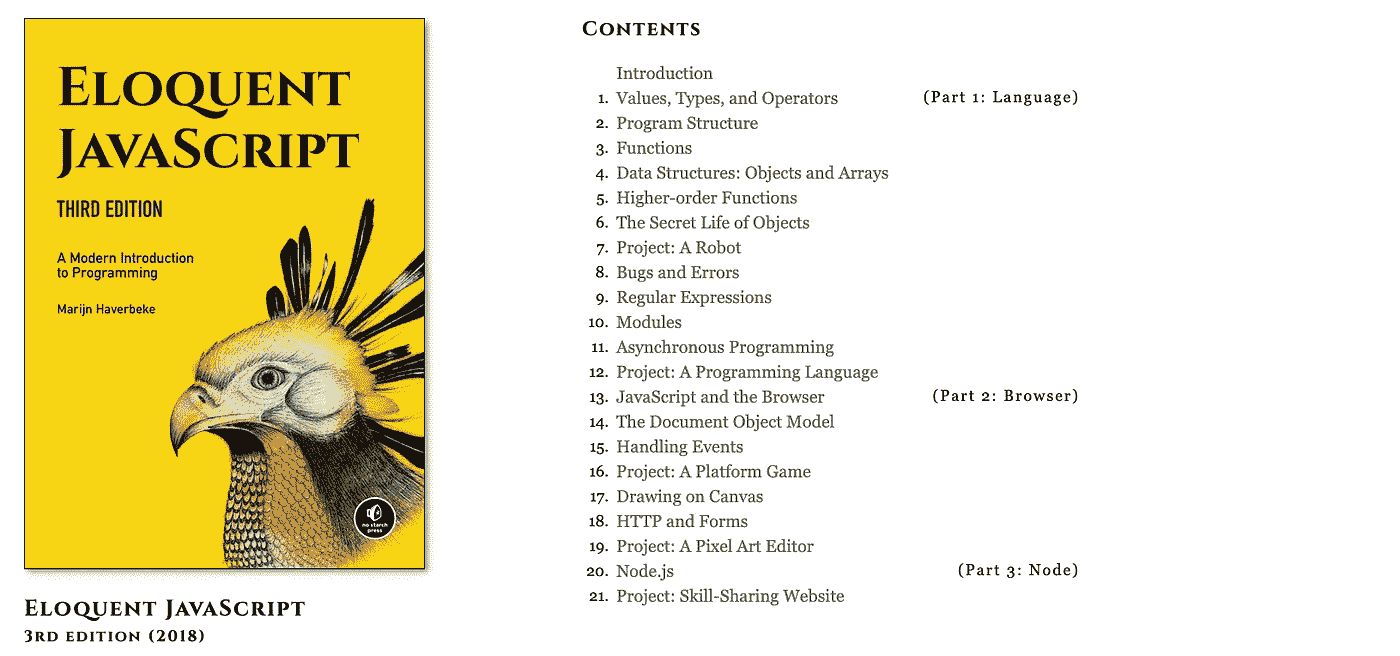 ELOQUENT
JAVASCRIPT
THIRD EDITION
A Modern Introduction
to Programming
Marijn Haverbeke
no starch
press
ELOQUENT JAVASCRIPT
3RD EDITION (2018)
CONTENTS
Introduction
1. Values, Types, and Operators (Part 1: Language)
2. Program Structure
3. Functions
4. Data Structures: Objects and Arrays
5. Higher-order Functions
6. The Secret Life of Objects
7. Project: A Robot
8. Bugs and Errors
9. Regular Expressions
10. Modules
11. Asynchronous Programming
12. Project: A Programming Language
13. JavaScript and the Browser (Part 2: Browser)
14. The Document Object Model
15. Handling Events
16. Project: A Platform Game
17. Drawing on Canvas
18. HTTP and Forms
19. Project: A Pixel Art Editor
20. Node.js (Part 3: Node)
21. Project: Skill-Sharing Website